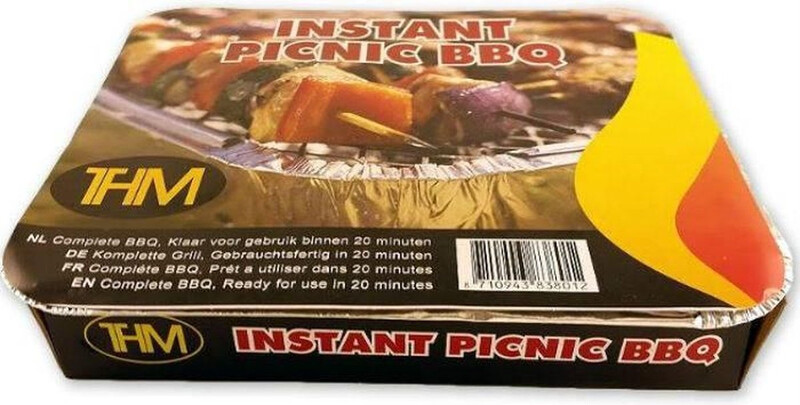 INSTANT
PICNIC BBQ
THM
NL Complete BBQ, Klaar voor gebruik binnen 20 minuten
DE Komplette Grill, Gebrauchtsfertig in 20 minuten
FR Compléte BBQ, Prét a utiliser dans 20 minutes
EN Complete BBQ, Ready for use in 20 minutes
8 710943 838012
THM
INSTANT PICNIC BBQ